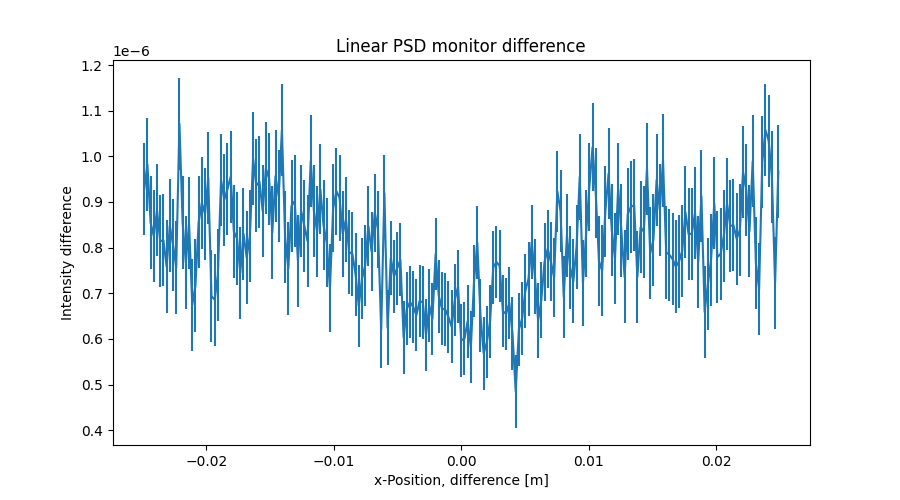 Linear PSD monitor difference
1e−6
1.2
1.1
1.0
0.9
0.8
0.7
0.6
0.5
0.4
Intensity difference
−0.02 −0.01 0.00 0.01 0.02
x-Position, difference [m]